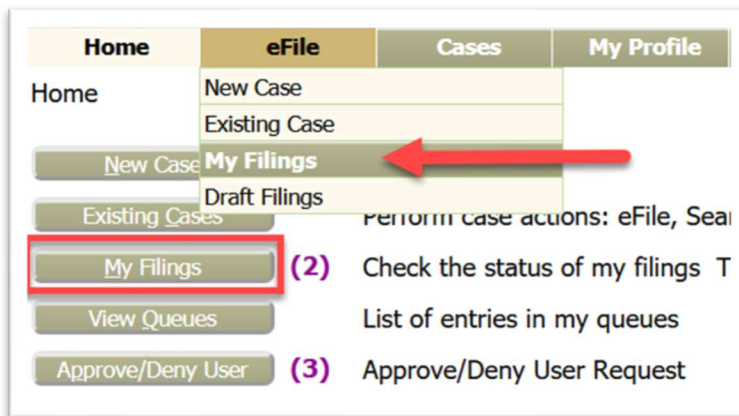 Home eFile Cases My Profile
Home
New Case
Existing Case
My Filings
Draft Filings
New Case
Existing Cases Perform case actions: eFile, Sear
My Filings (2) Check the status of my filings T
View Queues List of entries in my queues
Approve/Deny User (3) Approve/Deny User Request